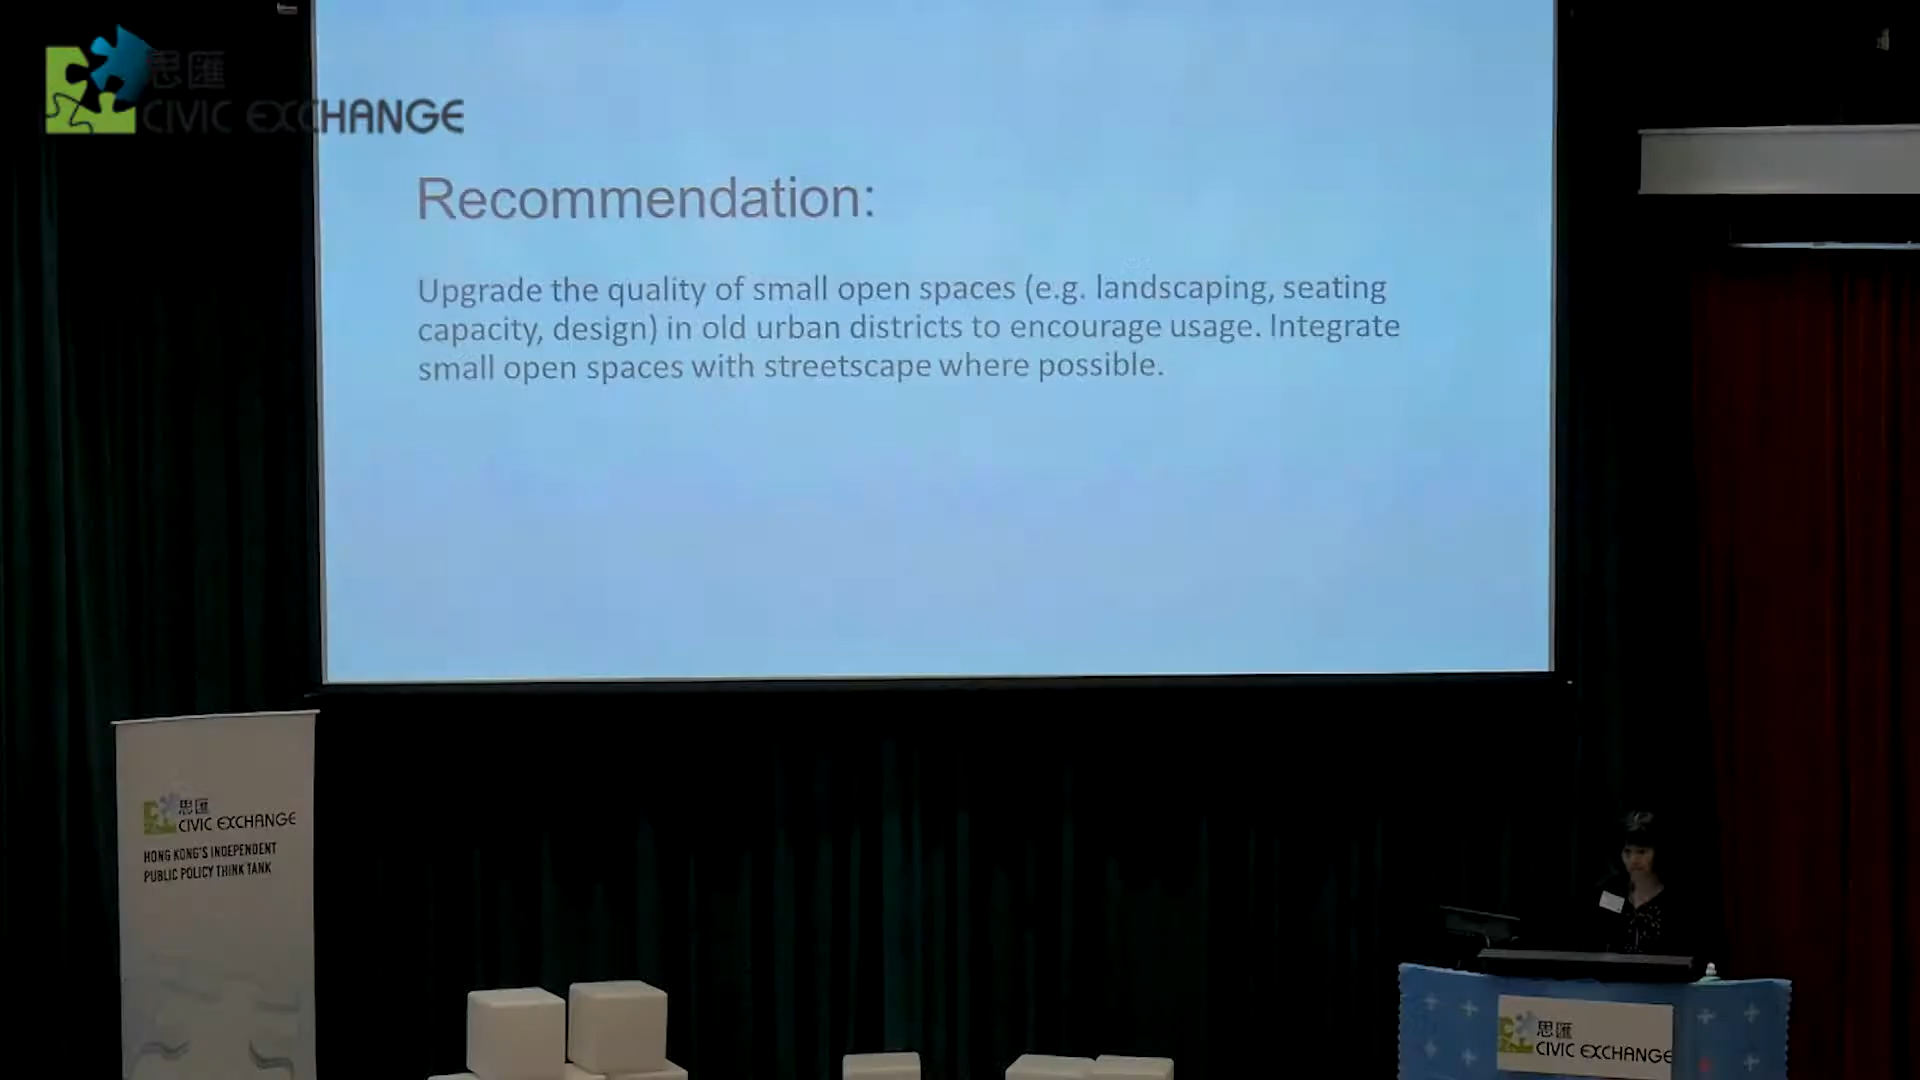 思匯
CIVIC EXCHANGE
Recommendation:
Upgrade the quality of small open spaces (e.g. landscaping, seating
capacity, design) in old urban districts to encourage usage. Integrate
small open spaces with streetscape where possible.
思匯
CIVIC EXCHANGE
HONG KONG'S INDEPENDENT
PUBLIC POLICY THINK TANK
思匯
CIVIC EXCHANGE